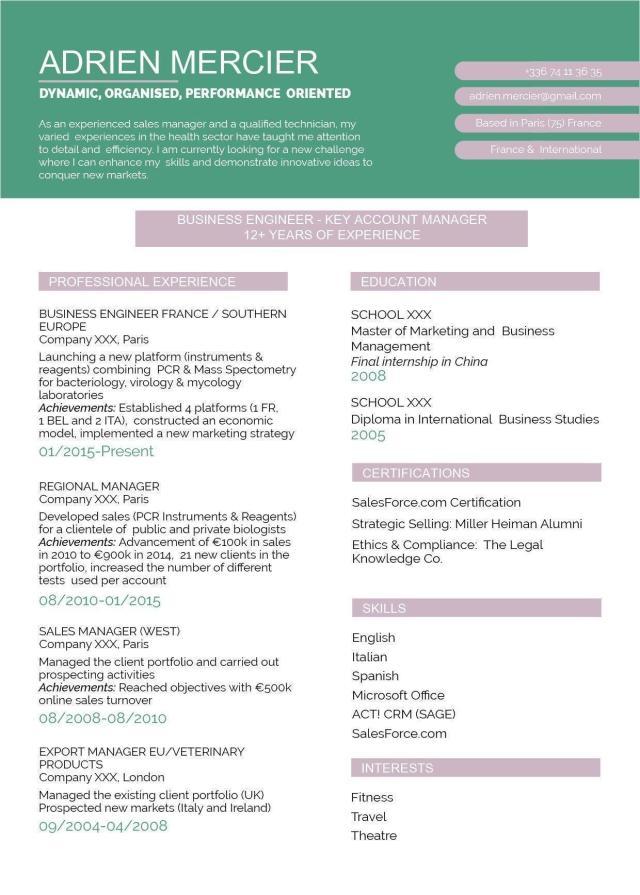 ADRIEN MERCIER
DYNAMIC, ORGANISED, PERFORMANCE ORIENTED
As an experienced sales manager and a qualified technician, my
varied experiences in the health sector have taught me attention
to detail and efficiency. I am currently looking for a new challenge
where I can enhance my skills and demonstrate innovative ideas to
conquer new markets.
+336 74 11 36 35
adrien.mercier@gmail.com
Based in Paris (75) France
France & International
BUSINESS ENGINEER - KEY ACCOUNT MANAGER
12+ YEARS OF EXPERIENCE
PROFESSIONAL EXPERIENCE
BUSINESS ENGINEER FRANCE / SOUTHERN
EUROPE
Company XXX, Paris
Launching a new platform (instruments &
reagents) combining PCR & Mass Spectometry
for bacteriology, virology & mycology
laboratories
Achievements: Established 4 platforms (1 FR,
1 BEL and 2 ITA), constructed an economic
model, implemented a new marketing strategy
01/2015-Present
REGIONAL MANAGER
Company XXX, Paris
Developed sales (PCR Instruments & Reagents)
for a clientele of public and private biologists
Achievements: Advancement of €100k in sales
in 2010 to €900k in 2014, 21 new clients in the
portfolio, increased the number of different
tests used per account
08/2010-01/2015
SALES MANAGER (WEST)
Company XXX, Paris
Managed the client portfolio and carried out
prospecting activities
Achievements: Reached objectives with €500k
online sales turnover
08/2008-08/2010
EXPORT MANAGER EU/VETERINARY
PRODUCTS
Company XXX, London
Managed the existing client portfolio (UK)
Prospected new markets (Italy and Ireland)
09/2004-04/2008
EDUCATION
SCHOOL XXX
Master of Marketing and Business
Management
Final internship in China
2008
SCHOOL XXX
Diploma in International Business Studies
2005
CERTIFICATIONS
SalesForce.com Certification
Strategic Selling: Miller Heiman Alumni
Ethics & Compliance: The Legal
Knowledge Co.
SKILLS
English
Italian
Spanish
Microsoft Office
ACT! CRM (SAGE)
SalesForce.com
INTERESTS
Fitness
Travel
Theatre